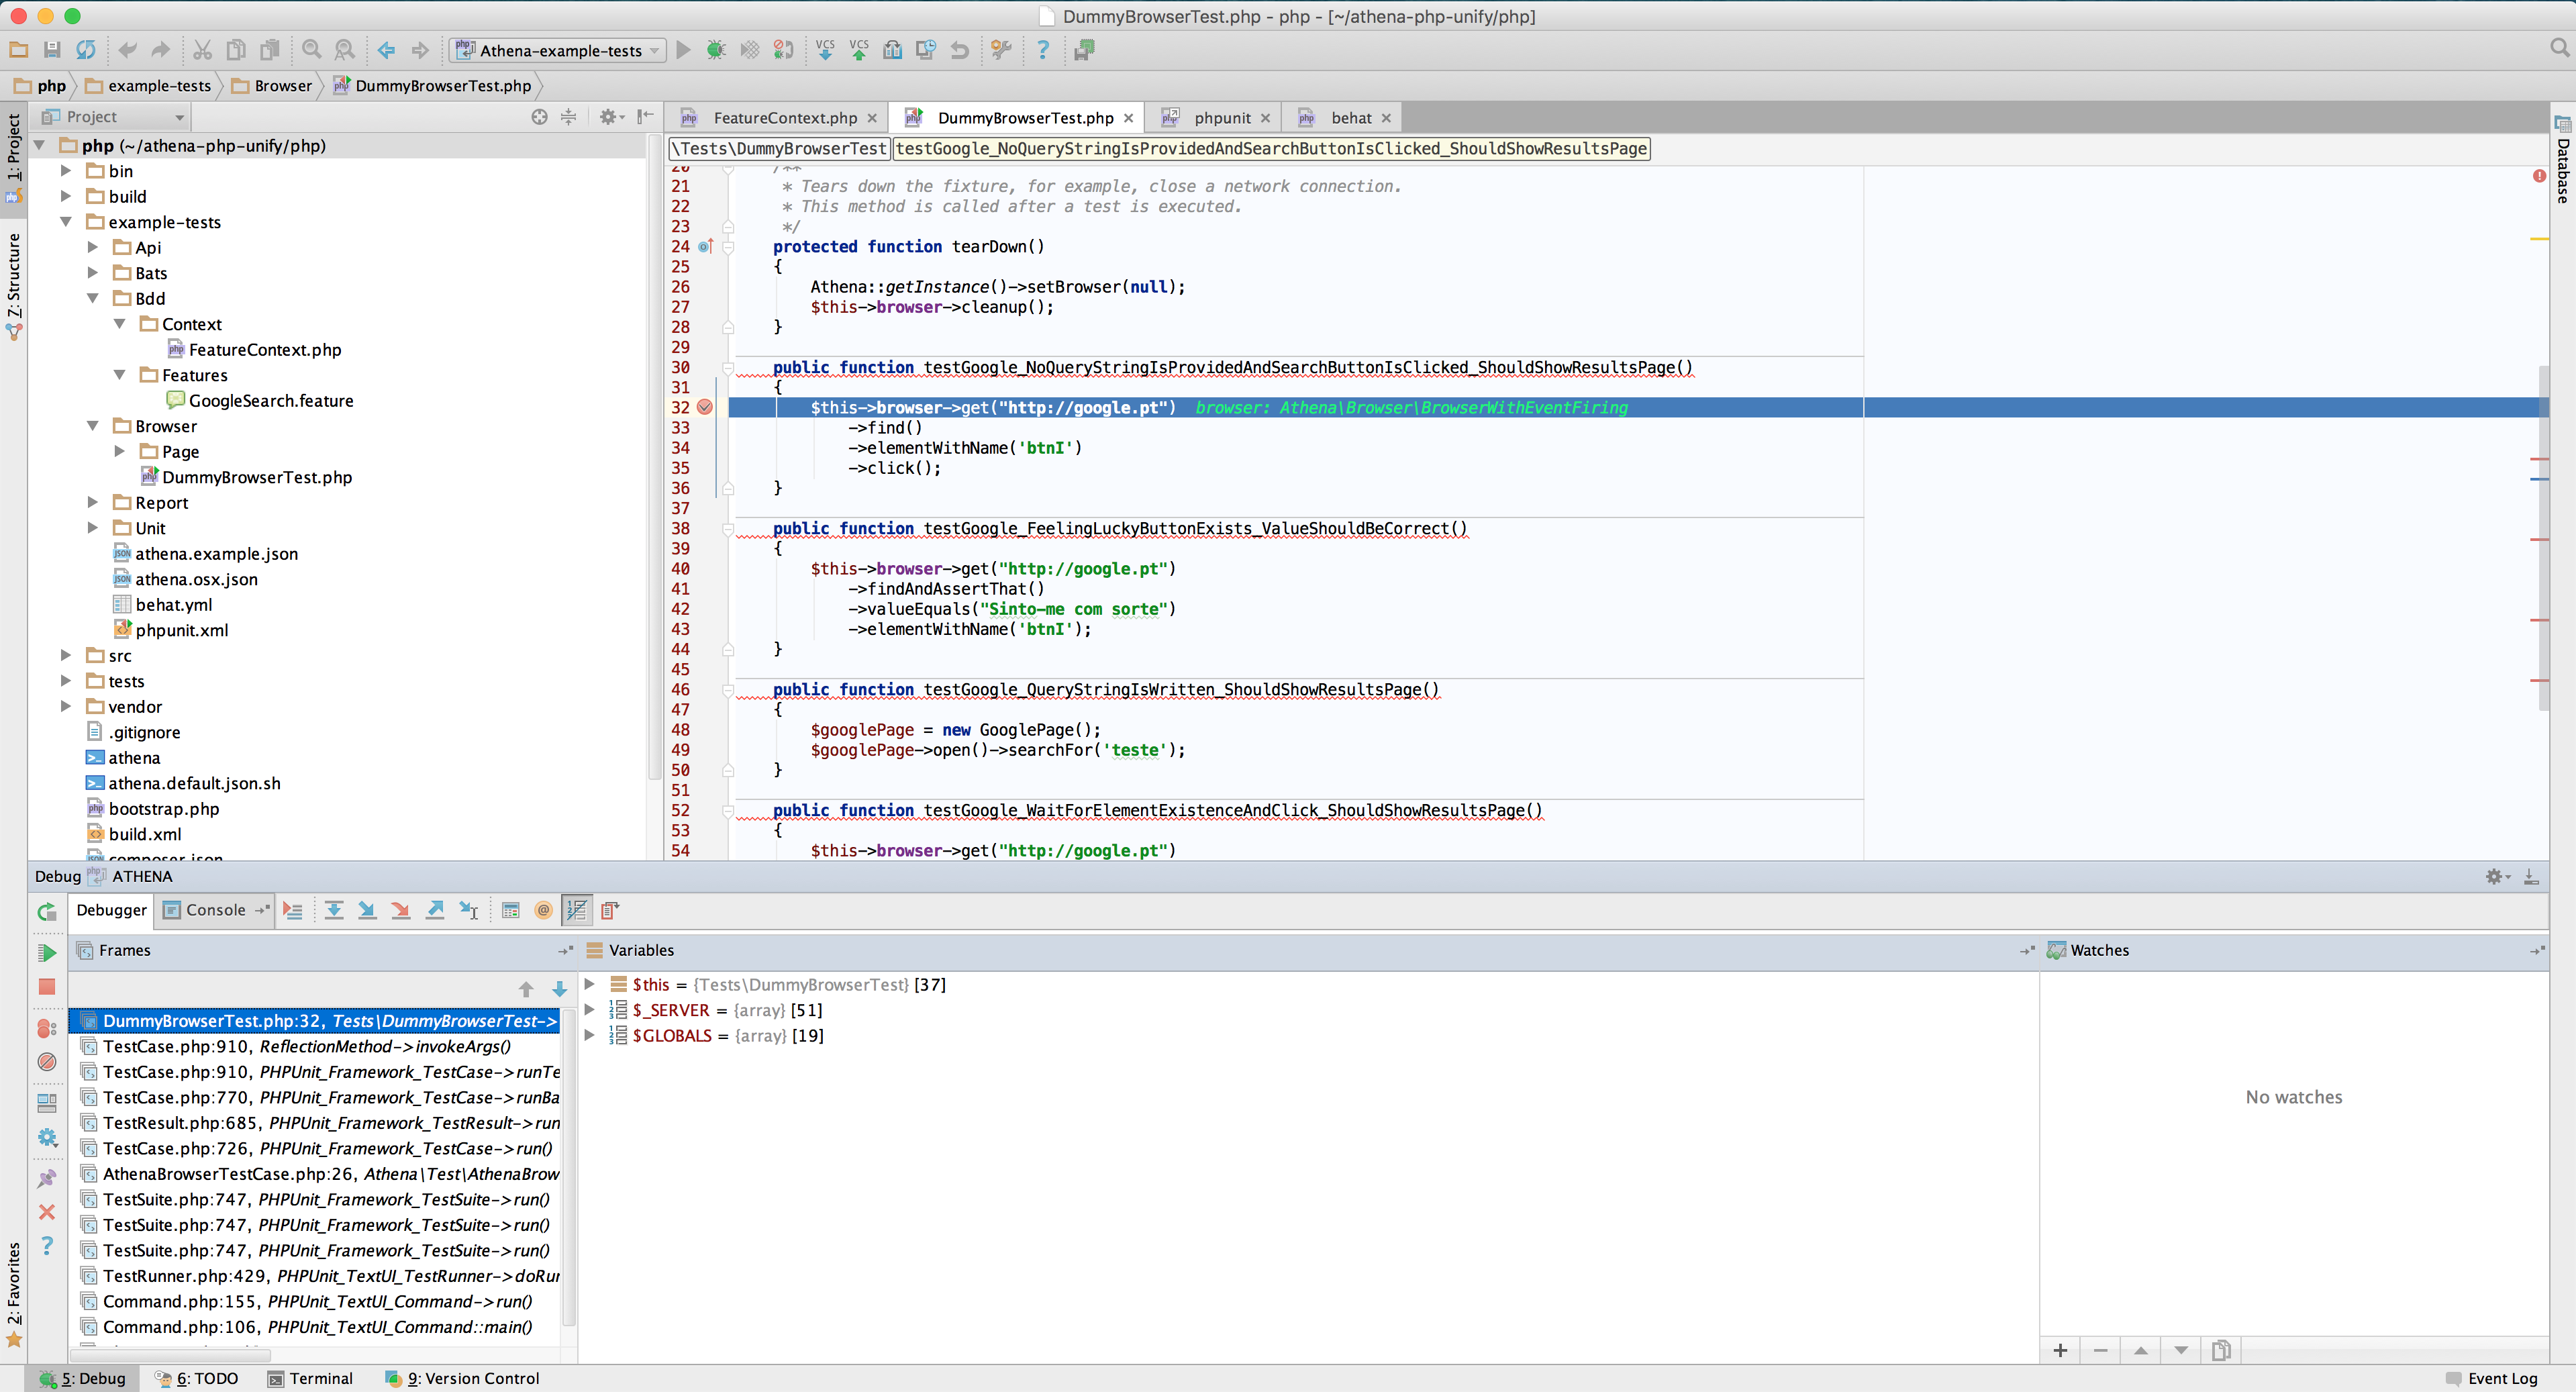 DummyBrowserTest.php - php - [~/athena-php-unify/php]
Athena-example-tests
VCS VCS
php example-tests Browser DummyBrowserTest.php
1: Project
7: Structure
2: Favorites
Project
php (~/athena-php-unify/php)
bin
build
example-tests
Api
Bats
Bdd
Context
FeatureContext.php
Features
GoogleSearch.feature
Browser
Page
DummyBrowserTest.php
Report
Unit
athena.example.json
athena.osx.json
behat.yml
phpunit.xml
src
tests
vendor
.gitignore
athena
athena.default.json.sh
bootstrap.php
build.xml
composer.json
FeatureContext.php DummyBrowserTest.php phpunit behat
\Tests\DummyBrowserTest testGoogle_NoQueryStringIsProvidedAndSearchButtonIsClicked_ShouldShowResultsPage
20 /**
21 * Tears down the fixture, for example, close a network connection.
22 * This method is called after a test is executed.
23 */
24 protected function tearDown()
25 {
26 Athena::getInstance()->setBrowser(null);
27 $this->browser->cleanup();
28 }
29
30 public function testGoogle_NoQueryStringIsProvidedAndSearchButtonIsClicked_ShouldShowResultsPage()
31 {
32 $this->browser->get("http://google.pt") browser: Athena\Browser\BrowserWithEventFiring
33 ->find()
34 ->elementWithName('btnI')
35 ->click();
36 }
37
38 public function testGoogle_FeelingLuckyButtonExists_ValueShouldBeCorrect()
39 {
40 $this->browser->get("http://google.pt")
41 ->findAndAssertThat()
42 ->valueEquals("Sinto-me com sorte")
43 ->elementWithName('btnI');
44 }
45
46 public function testGoogle_QueryStringIsWritten_ShouldShowResultsPage()
47 {
48 $googlePage = new GooglePage();
49 $googlePage->open()->searchFor('teste');
50 }
51
52 public function testGoogle_WaitForElementExistenceAndClick_ShouldShowResultsPage()
53 {
54 $this->browser->get("http://google.pt")
Database
Debug ATHENA
Debugger Console
Frames
DummyBrowserTest.php:32, Tests\DummyBrowserTest->
TestCase.php:910, ReflectionMethod->invokeArgs()
TestCase.php:910, PHPUnit_Framework_TestCase->runTe
TestCase.php:770, PHPUnit_Framework_TestCase->runBa
TestResult.php:685, PHPUnit_Framework_TestResult->run
TestCase.php:726, PHPUnit_Framework_TestCase->run()
AthenaBrowserTestCase.php:26, Athena\Test\AthenaBrow
TestSuite.php:747, PHPUnit_Framework_TestSuite->run()
TestSuite.php:747, PHPUnit_Framework_TestSuite->run()
TestSuite.php:747, PHPUnit_Framework_TestSuite->run()
TestRunner.php:429, PHPUnit_TextUI_TestRunner->doRun
Command.php:155, PHPUnit_TextUI_Command->run()
Command.php:106, PHPUnit_TextUI_Command::main()
Variables
$this = {Tests\DummyBrowserTest} [37]
$_SERVER = {array} [51]
$GLOBALS = {array} [19]
Watches
No watches
5: Debug 6: TODO Terminal 9: Version Control Event Log